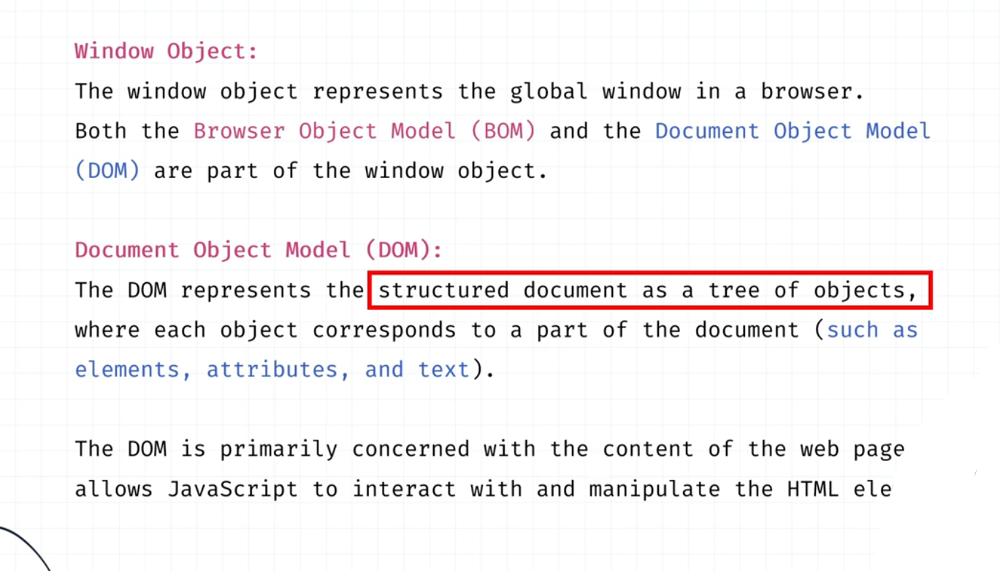 Window Object:
The window object represents the global window in a browser.
Both the Browser Object Model (BOM) and the Document Object Model
(DOM) are part of the window object.
Document Object Model (DOM):
The DOM represents the structured document as a tree of objects,
where each object corresponds to a part of the document (such as
elements, attributes, and text).
The DOM is primarily concerned with the content of the web page
allows JavaScript to interact with and manipulate the HTML ele